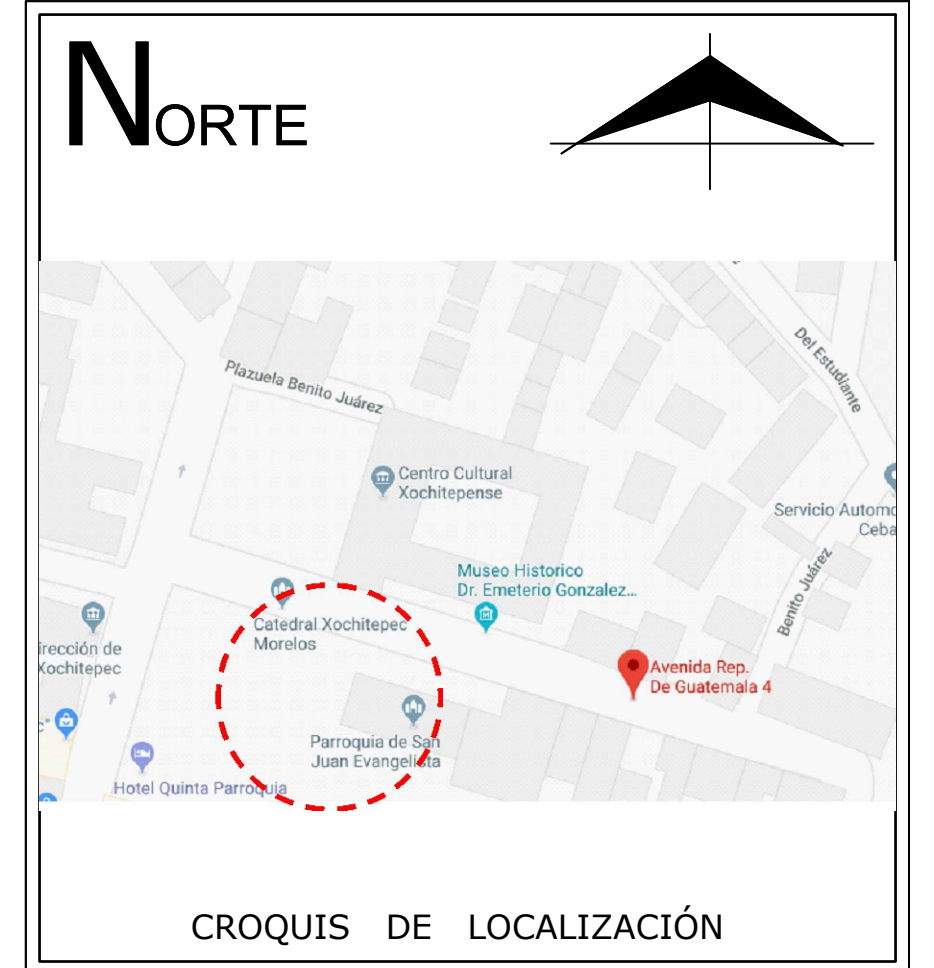 NORTE
Del Estudiante
Plazuela Benito Juárez
Centro Cultural
Xochitepense
Servicio Automo
Ceba
Museo Historico
Dr. Emeterio Gonzalez...
Benito Juárez
Catedral Xochitepec
Morelos
irección de
Xochitepec
Avenida Rep.
De Guatemala 4
Parroquia de San
Juan Evangelista
Hotel Quinta Parroquia
CROQUIS DE LOCALIZACIÓN